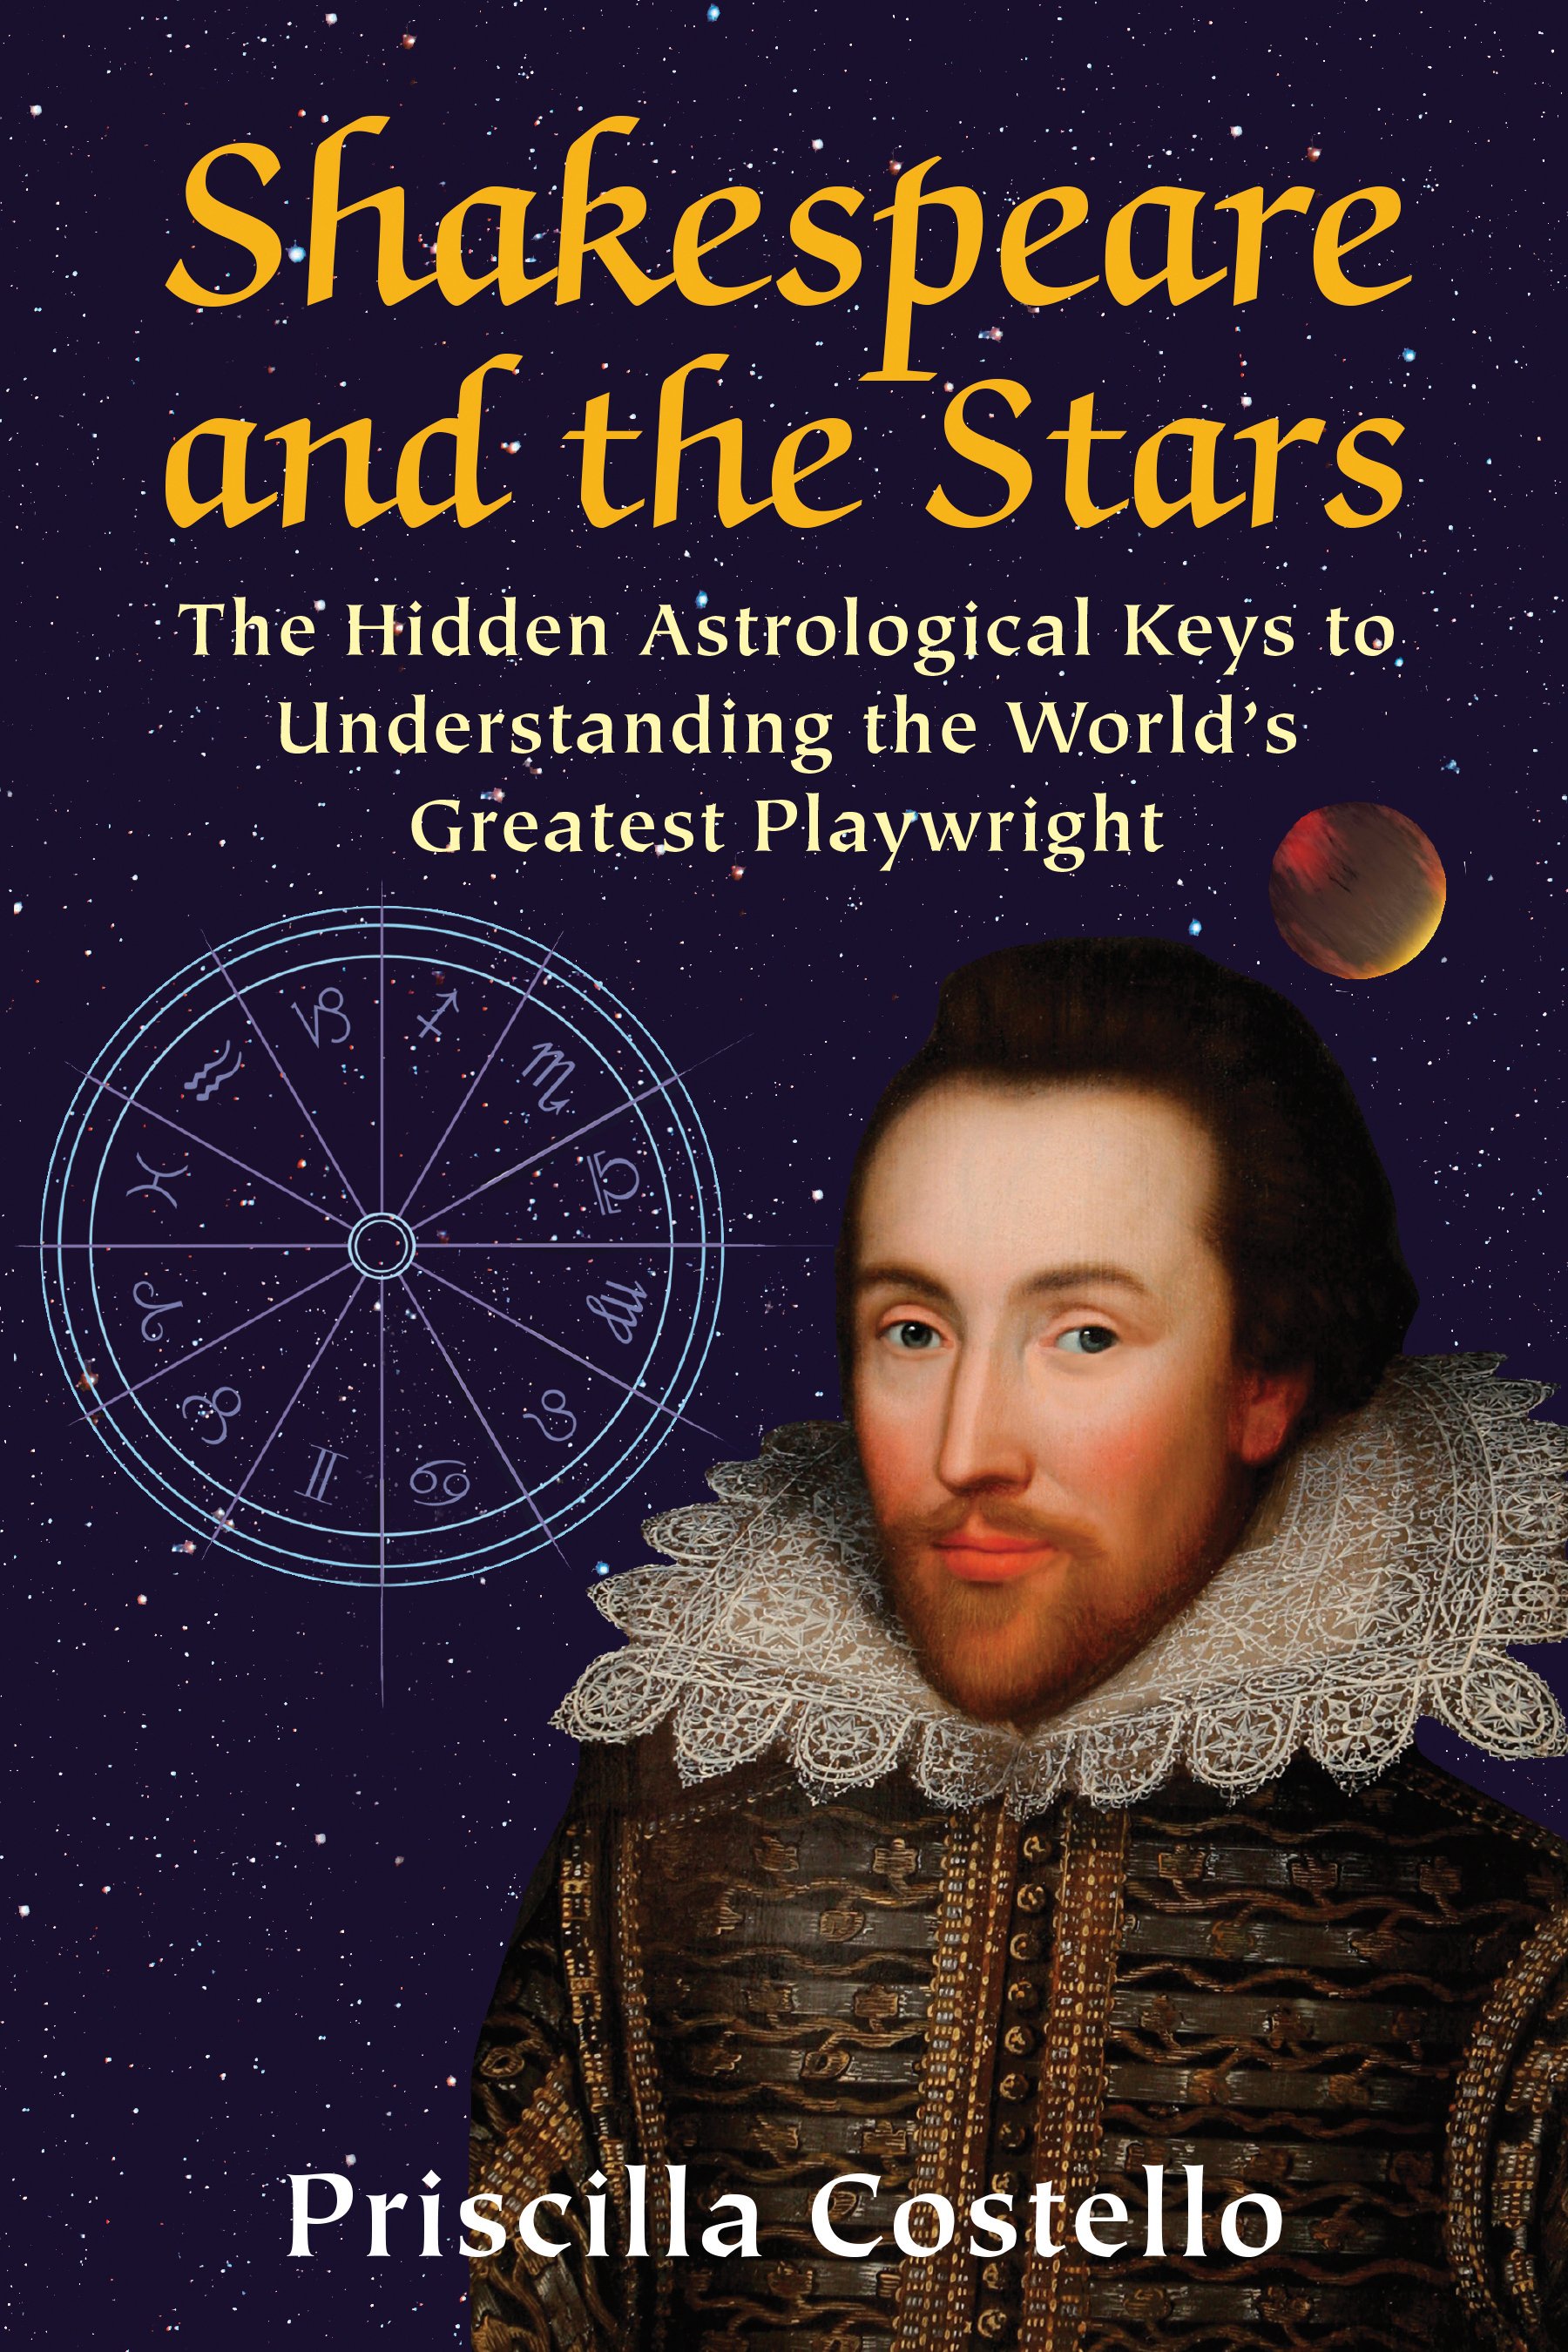 Shakespeare
and the Stars
The Hidden Astrological Keys to
Understanding the World’s
Greatest Playwright
Priscilla Costello